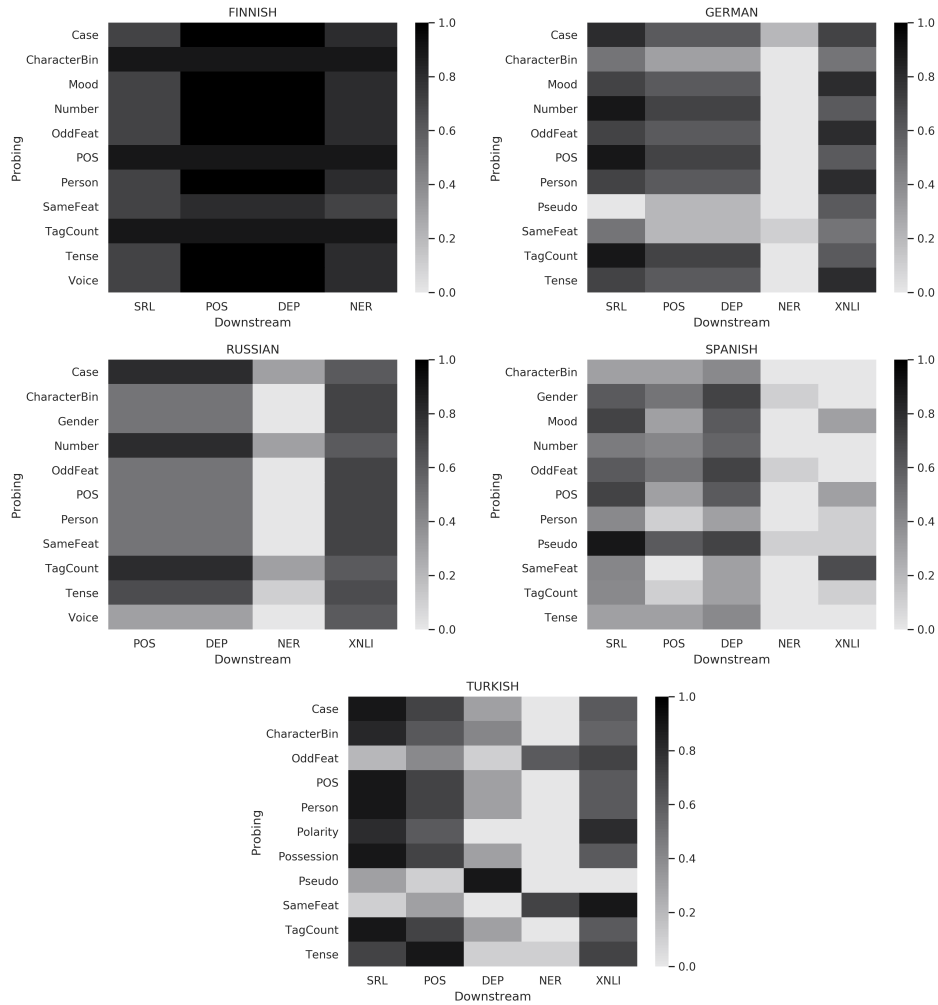 FINNISH
Probing
Case
CharacterBin
Mood
Number
OddFeat
POS
Person
SameFeat
TagCount
Tense
Voice
SRL POS DEP NER
Downstream
1.0
0.8
0.6
0.4
0.2
0.0
GERMAN
Probing
Case
CharacterBin
Mood
Number
OddFeat
POS
Person
Pseudo
SameFeat
TagCount
Tense
SRL POS DEP NER XNLI
Downstream
1.0
0.8
0.6
0.4
0.2
0.0
RUSSIAN
Probing
Case
CharacterBin
Gender
Number
OddFeat
POS
Person
SameFeat
TagCount
Tense
Voice
POS DEP NER XNLI
Downstream
1.0
0.8
0.6
0.4
0.2
0.0
SPANISH
Probing
CharacterBin
Gender
Mood
Number
OddFeat
POS
Person
Pseudo
SameFeat
TagCount
Tense
SRL POS DEP NER XNLI
Downstream
1.0
0.8
0.6
0.4
0.2
0.0
TURKISH
Probing
Case
CharacterBin
OddFeat
POS
Person
Polarity
Possession
Pseudo
SameFeat
TagCount
Tense
SRL POS DEP NER XNLI
Downstream
1.0
0.8
0.6
0.4
0.2
0.0